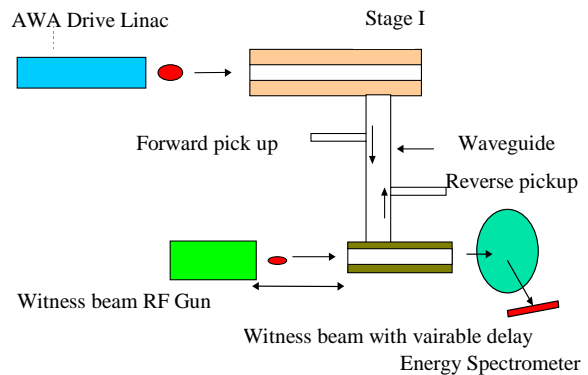 AWA Drive Linac
Stage I
Forward pick up
Waveguide
Reverse pickup
Witness beam RF Gun
Witness beam with vairable delay
Energy Spectrometer